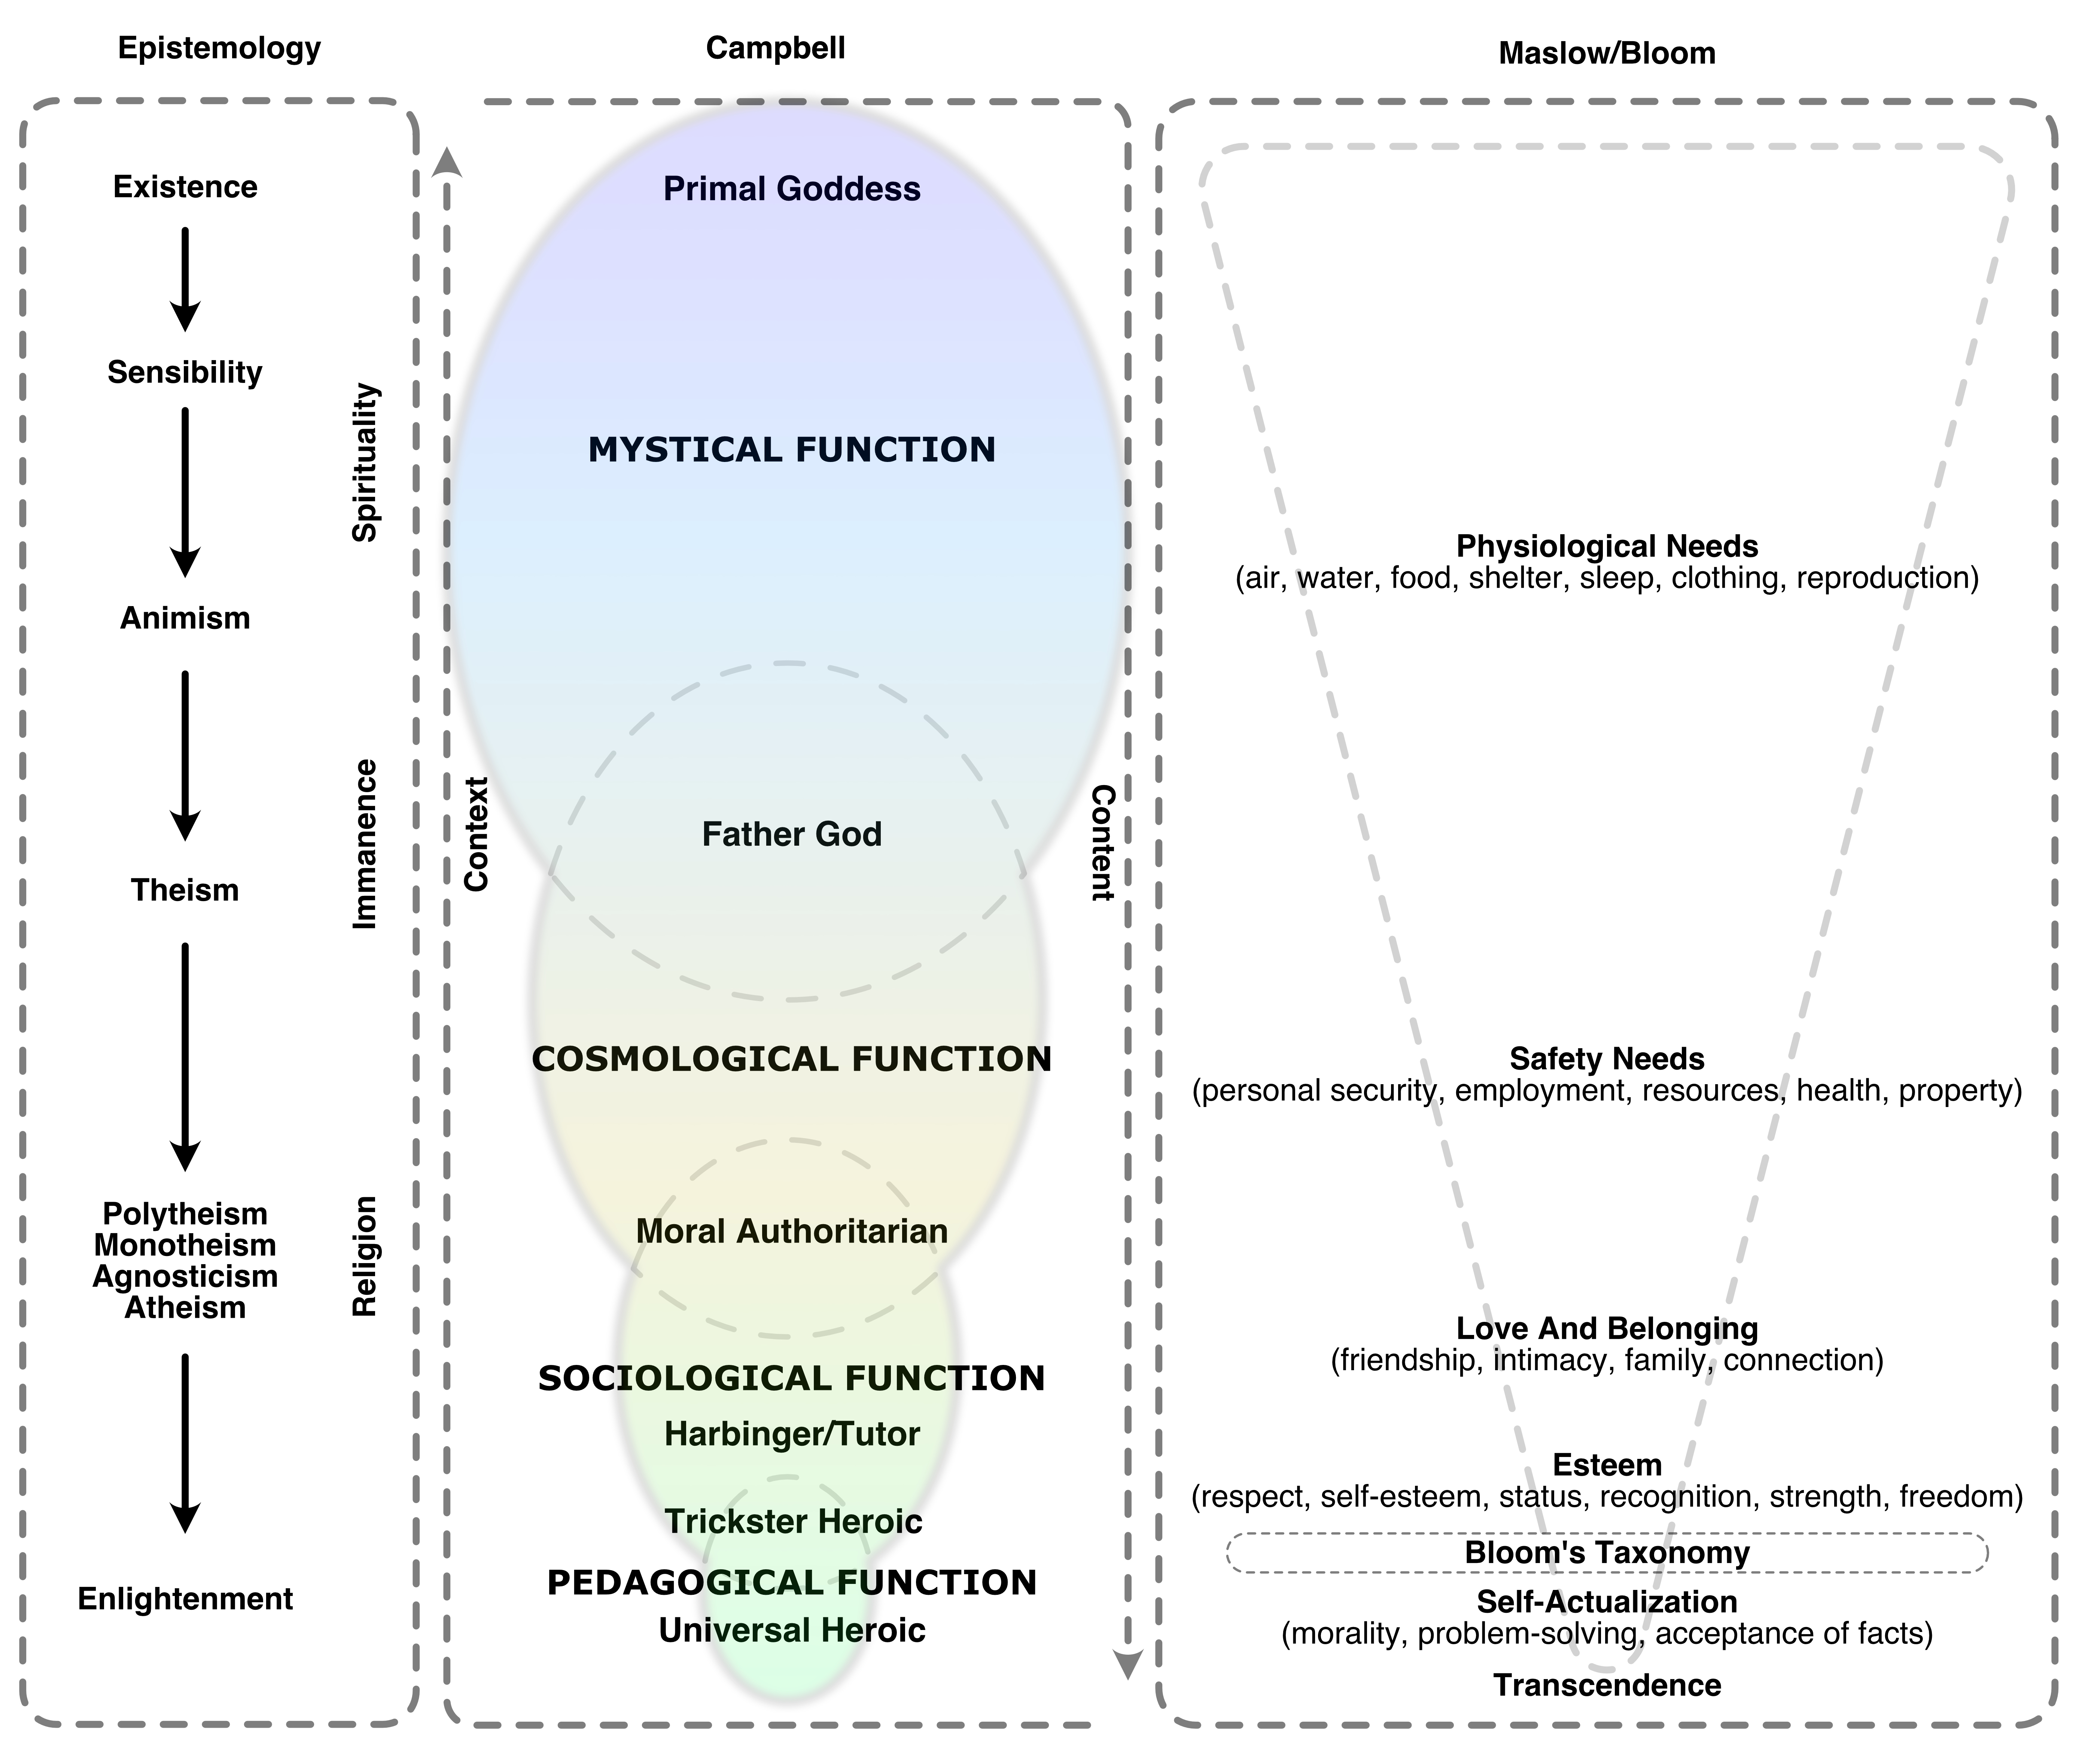 Epistemology
Existence
Sensibility
Animism
Theism
Polytheism
Monotheism
Agnosticism
Atheism
Enlightenment
Spirituality
Immanence
Religion
Campbell
Context
Content
Primal Goddess
MYSTICAL FUNCTION
Father God
COSMOLOGICAL FUNCTION
Moral Authoritarian
SOCIOLOGICAL FUNCTION
Harbinger/Tutor
Trickster Heroic
PEDAGOGICAL FUNCTION
Universal Heroic
Maslow/Bloom
Physiological Needs
(air, water, food, shelter, sleep, clothing, reproduction)
Safety Needs
(personal security, employment, resources, health, property)
Love And Belonging
(friendship, intimacy, family, connection)
Esteem
(respect, self-esteem, status, recognition, strength, freedom)
Bloom's Taxonomy
Self-Actualization
(morality, problem-solving, acceptance of facts)
Transcendence